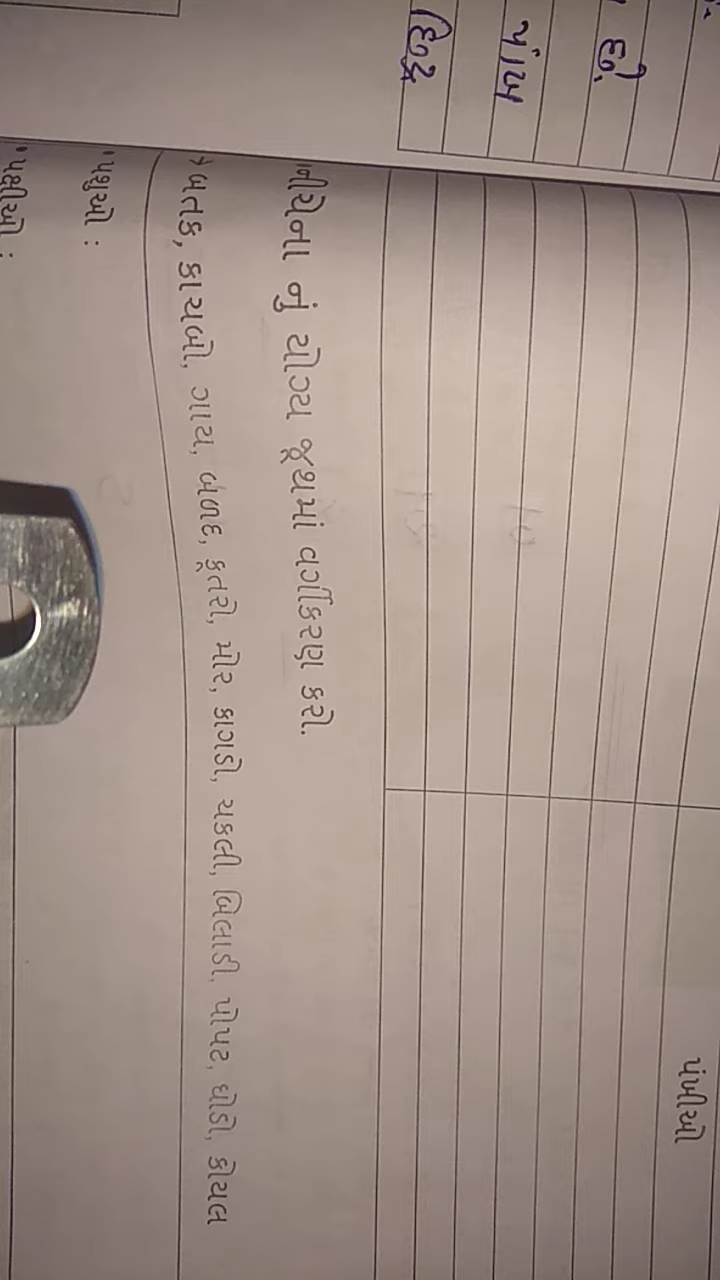 દો.
પાંખ
હિન્દ
પંખીઓ
નીચેના નું યોગ્ય જૂથમાં વર્ગીકરણ કરો.
→ બતક, કાચબો, ગાય, બળદ, કૂતરો, મોર, કાગડો, ચકલી, બિલાડી, પોપટ, ઘોડો, કોયલ
'પશુઓ :
'પક્ષીઓ :